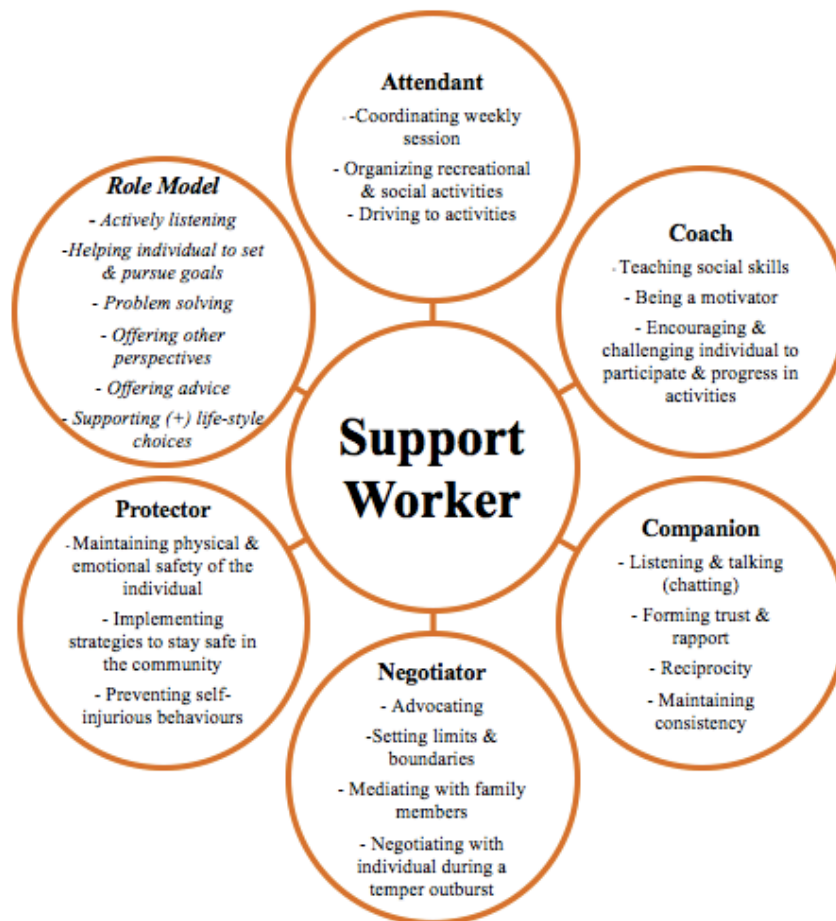 Attendant
- -Coordinating weekly
session
- Organizing recreational
& social activities
- Driving to activities
Role Model
- Actively listening
-Helping individual to set
& pursue goals
- Problem solving
- Offering other
perspectives
- Offering advice
- Supporting (+) life-style
choices
Coach
- Teaching social skills
- Being a motivator
- Encouraging &
challenging individual to
participate & progress in
activities
Support
Worker
Protector
- Maintaining physical &
emotional safety of the
individual
- Implementing
strategies to stay safe in
the community
- Preventing self-
injurious behaviours
Companion
- Listening & talking
(chatting)
- Forming trust &
rapport
- Reciprocity
- Maintaining
consistency
Negotiator
- Advocating
-Setting limits &
boundaries
- Mediating with family
members
- Negotiating with
individual during a
temper outburst